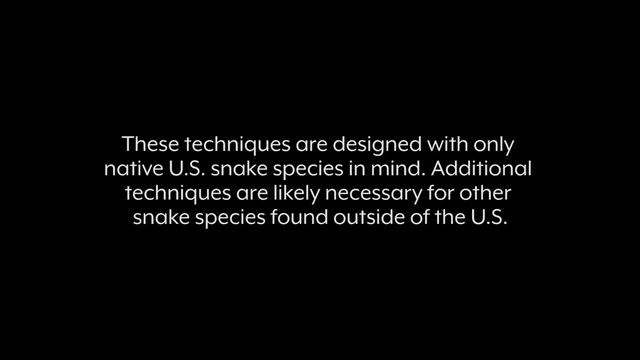 These techniques are designed with only
native U.S. snake species in mind. Additional
techniques are likely necessary for other
snake species found outside of the U.S.